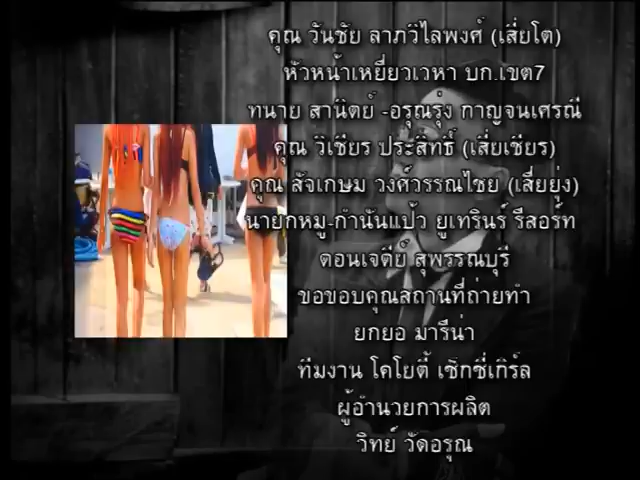 คุณ วันชัย ลาภวิไลพงศ์ (เสี่ยโต)
หัวหน้าเหยี่ยวเวหา บก.เขต7
ทนาย สานิตย์ -อรุณรุ่ง กาญจนเศรณี
คุณ วิเชียร ประสิทธิ์ (เสี่ยเชียร)
คุณ สัจเกษม วงศ์วรรณไชย (เสี่ยยุ่ง)
นายกหมู-กำนันแป้ว ยูเทรินร์ รีสอร์ท
ดอนเจดีย์ สุพรรณบุรี
ขอขอบคุณสถานที่ถ่ายทำ
ยกยอ มารีน่า
ทีมงาน โคโยตี้ เซ็กซี่เกิร์ล
ผู้อำนวยการผลิต
วิทย์ วัดอรุณ